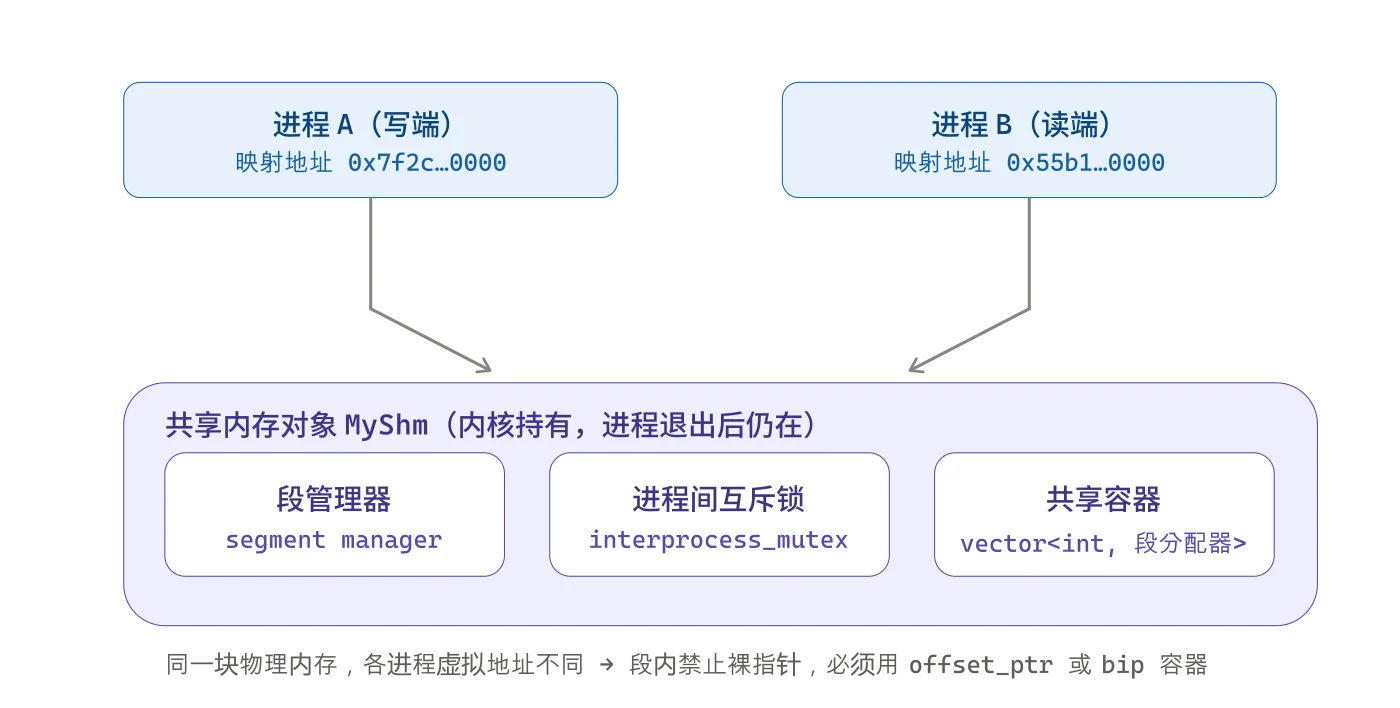 进程 A（写端）
映射地址 0x7f2c…0000
进程 B（读端）
映射地址 0x55b1…0000
共享内存对象 MyShm（内核持有，进程退出后仍在）
段管理器
segment manager
进程间互斥锁
interprocess_mutex
共享容器
vector<int, 段分配器>
同一块物理内存，各进程虚拟地址不同 → 段内禁止裸指针，必须用 offset_ptr 或 bip 容器